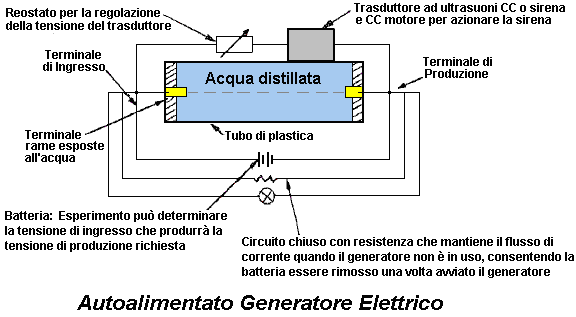 Reostato per la regolazione
della tensione del trasduttore
Trasduttore ad ultrasuoni CC o sirena
e CC motore per azionare la sirena
Terminale
di Ingresso
Acqua distillata
Terminale di
Produzione
Terminale
rame esposte
all'acqua
Tubo di plastica
Batteria: Esperimento può determinare
la tensione di ingresso che produrrà la
tensione di produzione richiesta
Circuito chiuso con resistenza che mantiene il flusso di
corrente quando il generatore non è in uso, consentendo la
batteria essere rimosso una volta avviato il generatore
Autoalimentato Generatore Elettrico